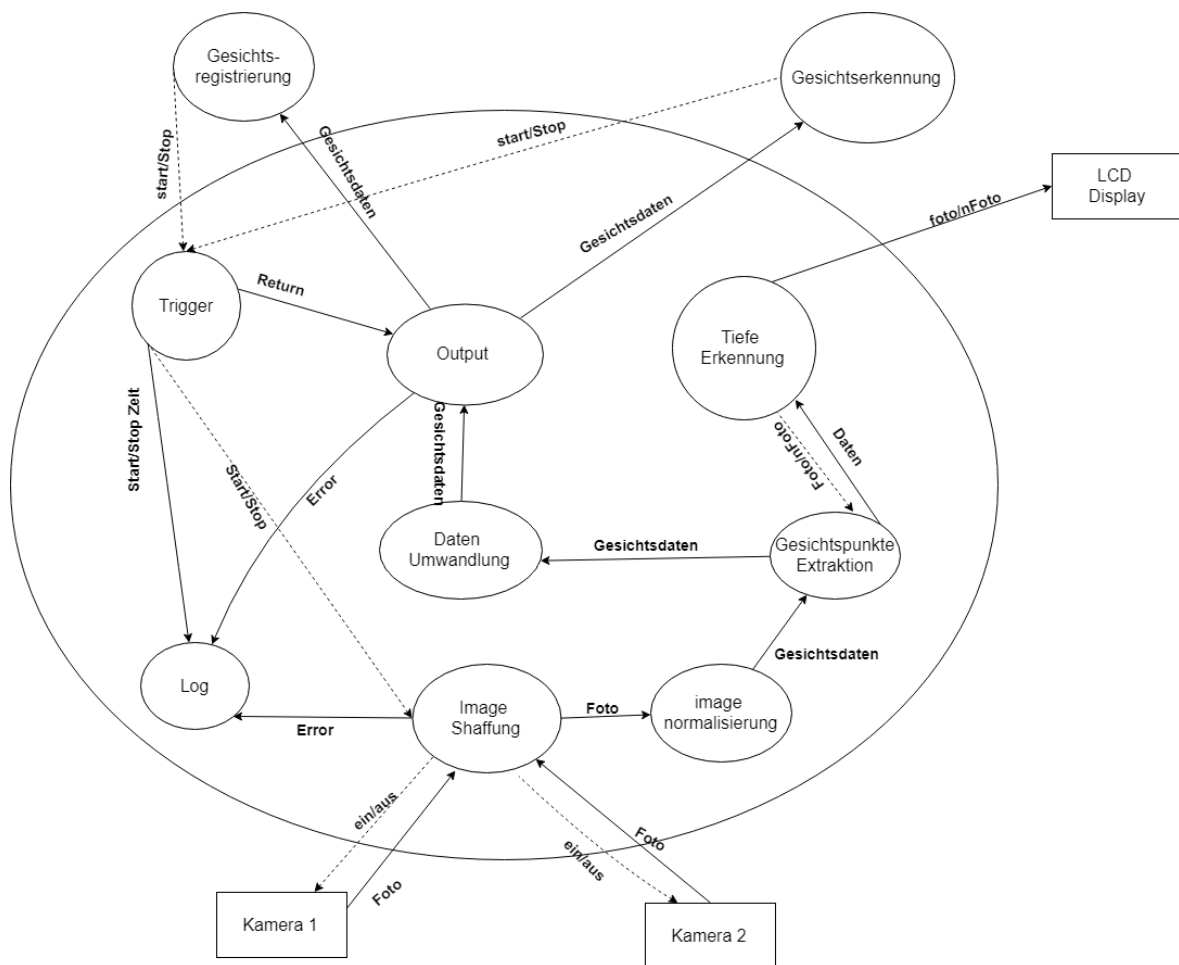 Gesichts-
registrierung
Gesichtserkennung
start/Stop
Gesichtsdaten
start/Stop
LCD
Display
Gesichtsdaten
foto/nFoto
Trigger
Return
Output
Tiefe
Erkennung
Start/Stop Zeit
Start/Stop
Error
Gesichtsdaten
Foto/nFoto
Daten
Daten
Umwandlung
Gesichtsdaten
Gesichtspunkte
Extraktion
Gesichtsdaten
Log
Error
Image
Shaffung
Foto
image
normalisierung
ein/aus
Foto
ein/aus
Foto
Kamera 1
Kamera 2